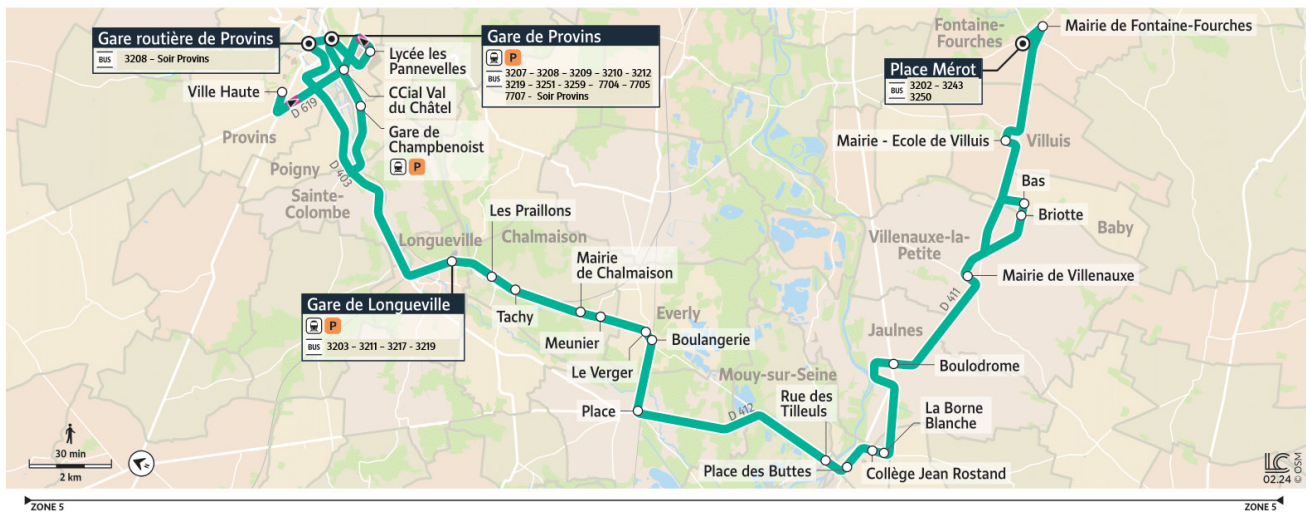 Gare routière de Provins
BUS 3208 – Soir Provins
Gare de Provins
P
BUS 3207 - 3208 - 3209 - 3210 - 3212
3219 - 3251 - 3259 - 7704 - 7705
7707 - Soir Provins
Lycée les
Pannevelles
Ville Haute
CCial Val
du Châtel
D 619
Provins
Gare de
Champbenoist
P
Poigny
D 403
Sainte-
Colombe
Longueville
Chalmaison
Les Praillons
Mairie
de Chalmaison
Gare de Longueville
P
BUS 3203 - 3211 - 3217 - 3219
Tachy
Meunier
Everly
Boulangerie
Le Verger
Place
Mouy-sur-Seine
D 412
Rue des
Tilleuls
Place des Buttes
Collège Jean Rostand
La Borne
Blanche
Boulodrome
Jaulnes
D 411
Mairie de Villenauxe
Villenauxe-la-
Petite
Baby
Briotte
Bas
Villuis
Mairie - Ecole de Villuis
Place Mérot
BUS 3202 - 3243
3250
Fontaine-
Fourches
Mairie de Fontaine-Fourches
30 min
2 km
N
LC
02.24
© OSM
ZONE 5
ZONE 5